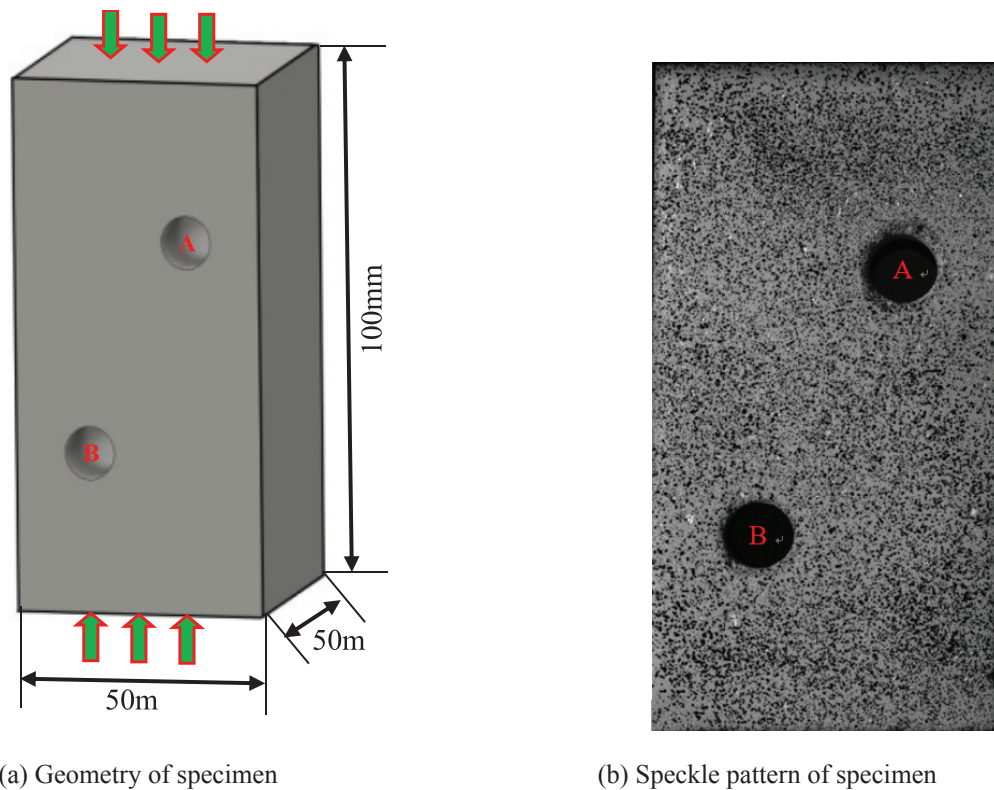 A
B
100mm
50m
50m
A
B
(a) Geometry of specimen
(b) Speckle pattern of specimen